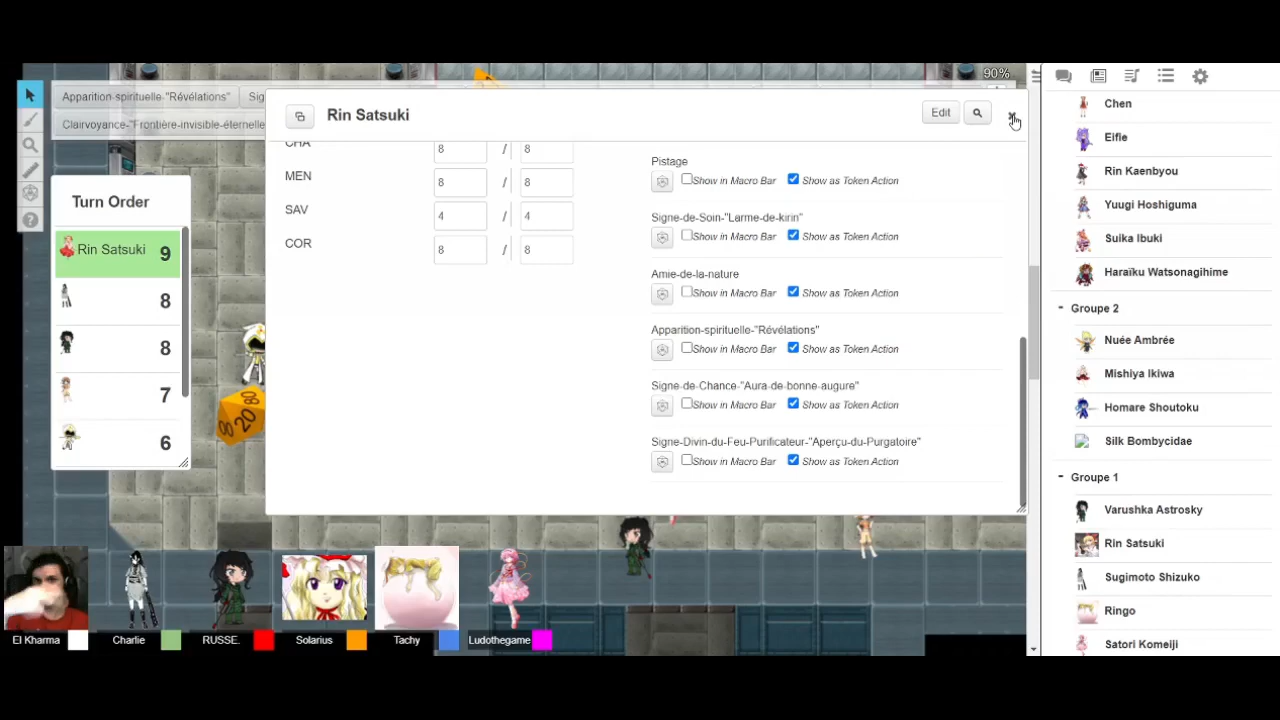 90%
Apparition-spirituelle-"Révélations"
Sig
Clairvoyance-"Frontière-invisible-éternelle
Turn Order
Rin Satsuki 9
8
8
7
6
Rin Satsuki
Edit
CHA 8 / 8
MEN 8 / 8
SAV 4 / 4
COR 8 / 8
Pistage
Show in Macro Bar Show as Token Action
Signe-de-Soin-"Larme-de-kirin"
Show in Macro Bar Show as Token Action
Amie-de-la-nature
Show in Macro Bar Show as Token Action
Apparition-spirituelle-"Révélations"
Show in Macro Bar Show as Token Action
Signe-de-Chance-"Aura-de-bonne-augure"
Show in Macro Bar Show as Token Action
Signe-Divin-du-Feu-Purificateur-"Aperçu-du-Purgatoire"
Show in Macro Bar Show as Token Action
80
20
00
El Kharma
Charlie
RUSSE.
Solarius
Tachy
Ludothegame
Chen
Eifie
Rin Kaenbyou
Yuugi Hoshiguma
Suika Ibuki
Haraïku Watsonagihime
Groupe 2
Nuée Ambrée
Mishiya Ikiwa
Homare Shoutoku
Silk Bombycidae
Groupe 1
Varushka Astrosky
Rin Satsuki
Sugimoto Shizuko
Ringo
Satori Komeiji